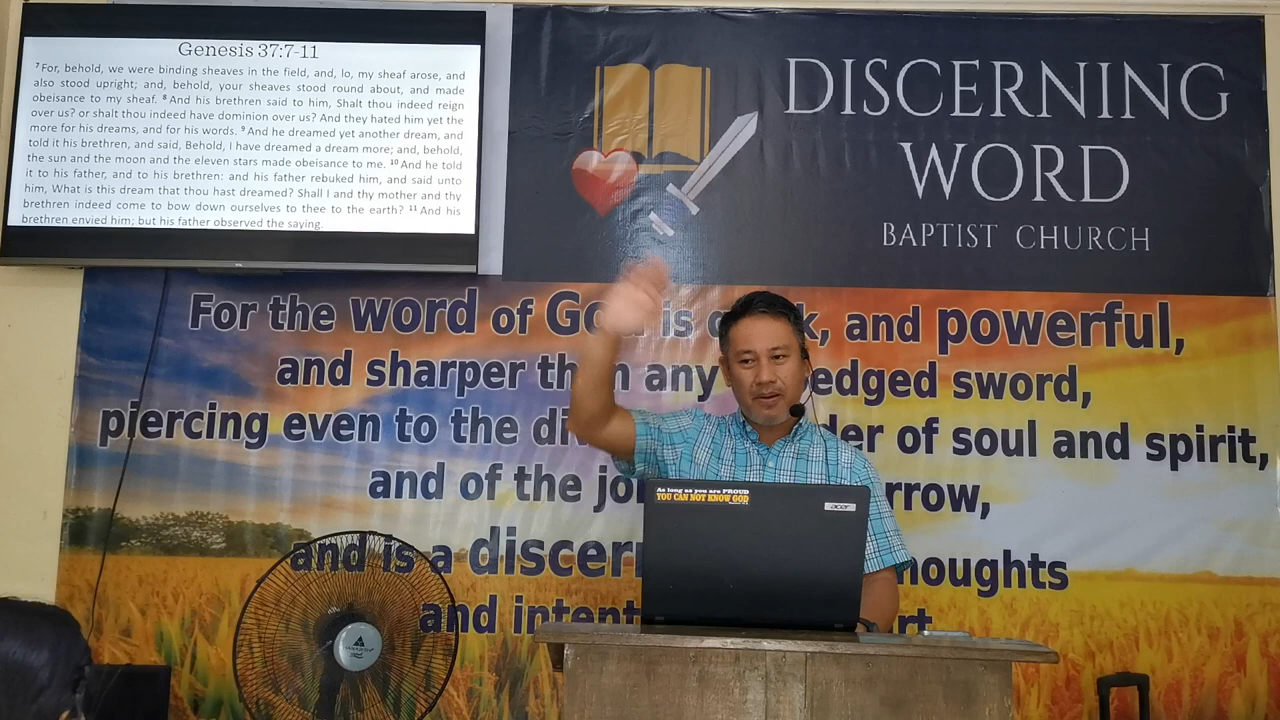 Genesis 37:7-11
⁷For, behold, we were binding sheaves in the field, and, lo, my sheaf arose, and
also stood upright; and, behold, your sheaves stood round about, and made
obeisance to my sheaf. ⁸And his brethren said to him, Shalt thou indeed reign
over us? or shalt thou indeed have dominion over us? And they hated him yet the
more for his dreams, and for his words. ⁹And he dreamed yet another dream, and
told it his brethren, and said, Behold, I have dreamed a dream more; and, behold,
the sun and the moon and the eleven stars made obeisance to me. ¹⁰And he told
it to his father, and to his brethren: and his father rebuked him, and said unto
him, What is this dream that thou hast dreamed? Shall I and thy mother and thy
brethren indeed come to bow down ourselves to thee to the earth? ¹¹And his
brethren envied him; but his father observed the saying.
DISCERNING
WORD
BAPTIST CHURCH
For the word of God is k, and powerful,
and sharper th n any edged sword,
piercing even to the di der of soul and spirit,
and of the joi rrow,
and is a discern houghts
and intent rt
As long as you are PROUD
YOU CAN NOT KNOW GOD
acer